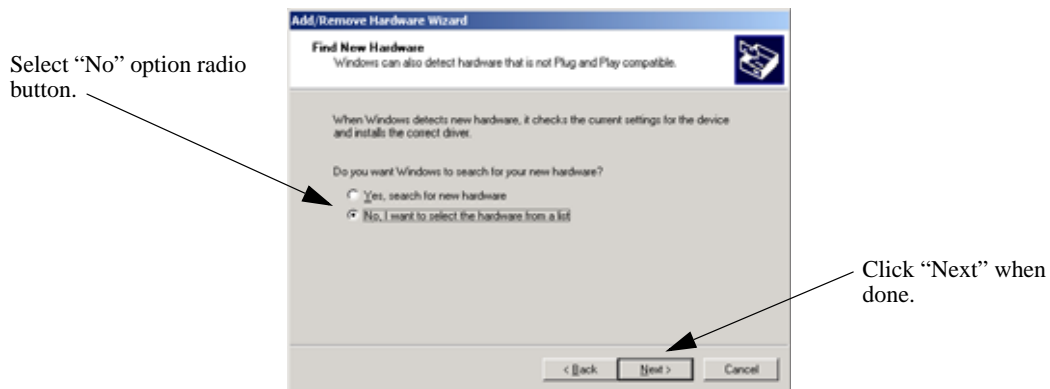 Add/Remove Hardware Wizard
Find New Hardware
Windows can also detect hardware that is not Plug and Play compatible.
Select “No” option radio
button.
When Windows detects new hardware, it checks the current settings for the device
and installs the correct driver.
Do you want Windows to search for your new hardware?
Yes, search for new hardware
No, I want to select the hardware from a list
Click “Next” when
done.
< Back
Next >
Cancel